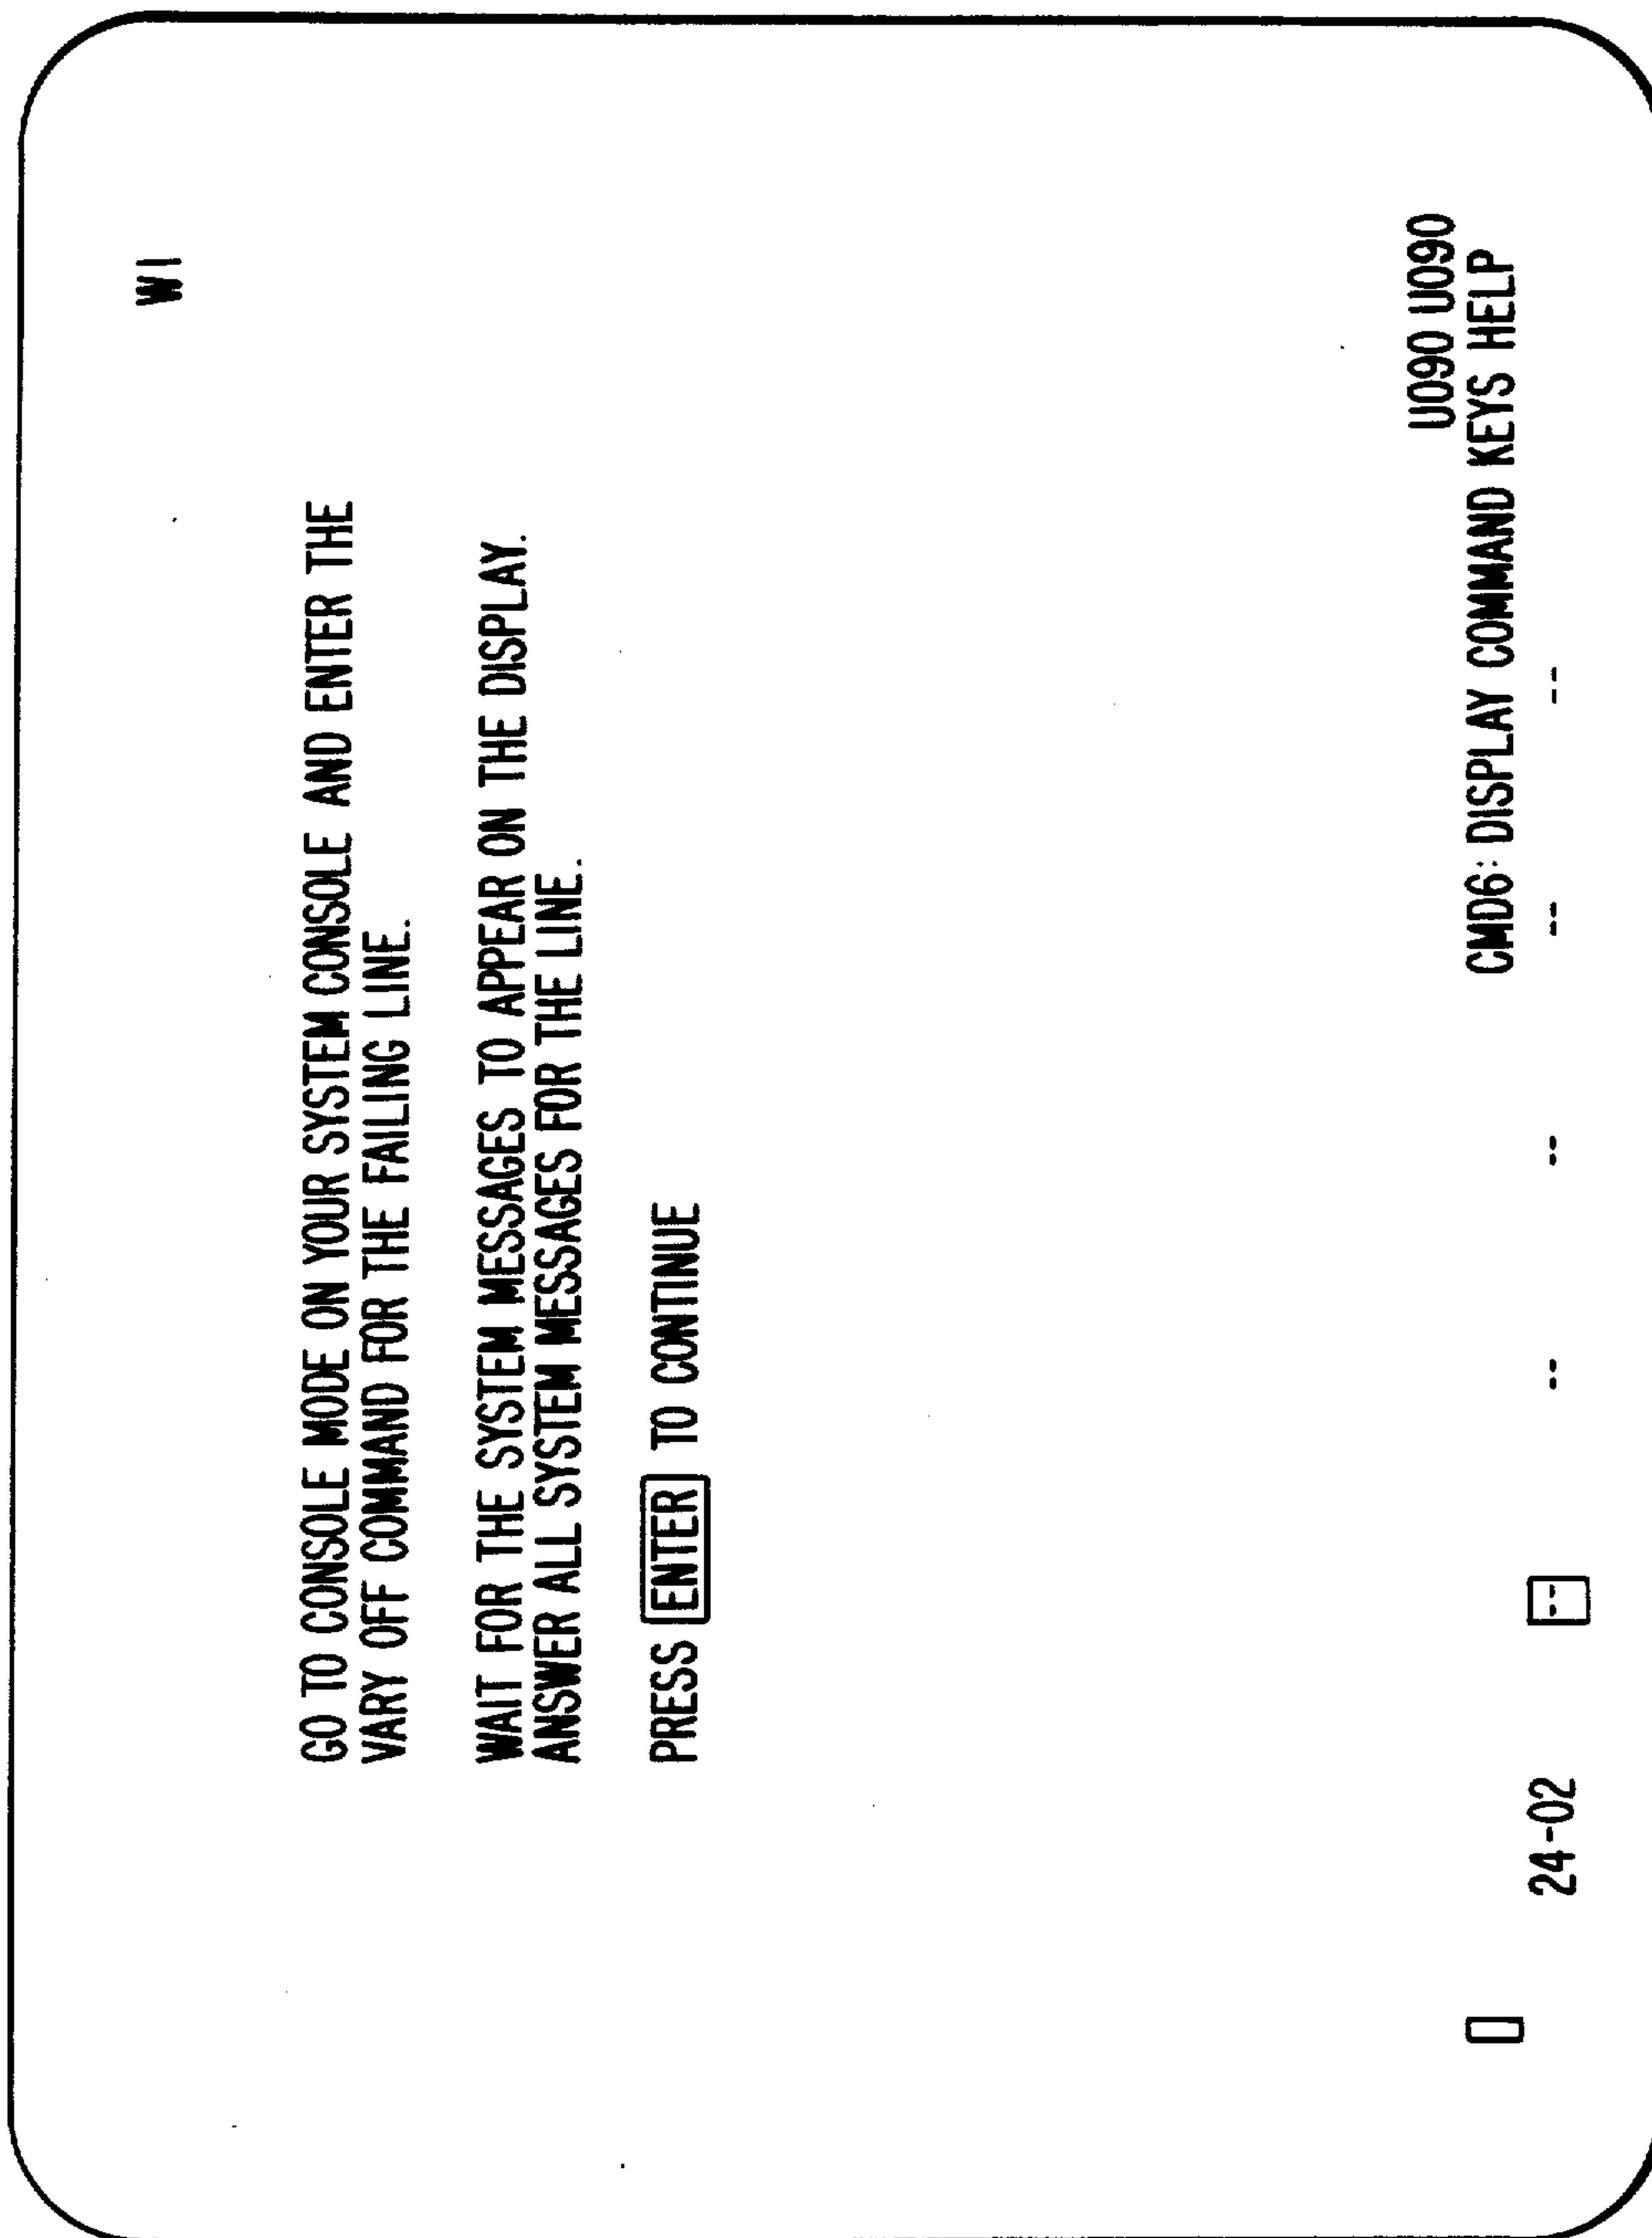 W1
GO TO CONSOLE MODE ON YOUR SYSTEM CONSOLE AND ENTER THE
VARY OFF COMMAND FOR THE FAILING LINE.
WAIT FOR THE SYSTEM MESSAGES TO APPEAR ON THE DISPLAY.
ANSWER ALL SYSTEM MESSAGES FOR THE LINE.
PRESS ENTER TO CONTINUE
U090 U090
CMD6: DISPLAY COMMAND KEYS HELP
24-02 -- -- -- -- --